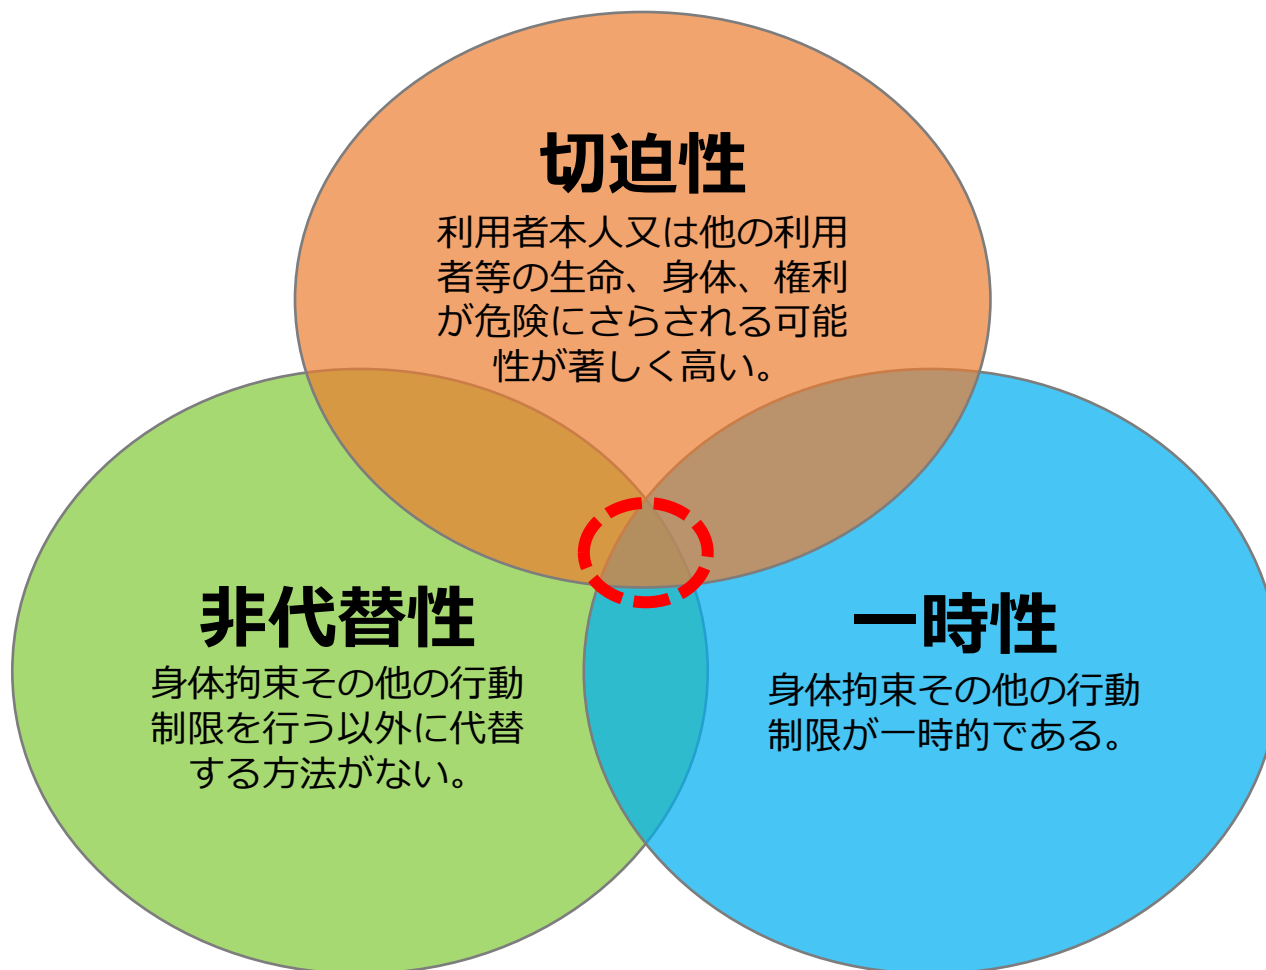 切迫性
利用者本人又は他の利用
者等の生命、身体、権利
が危険にさらされる可能
性が著しく高い。
非代替性
身体拘束その他の行動
制限を行う以外に代替
する方法がない。
一時性
身体拘束その他の行動
制限が一時的である。